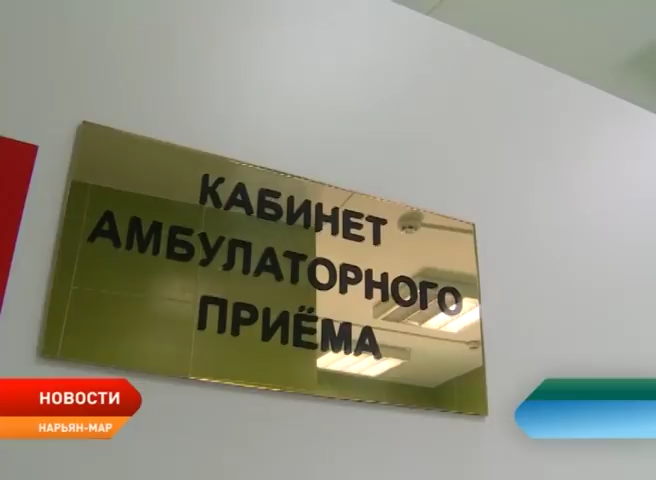 КАБИНЕТ
АМБУЛАТОРНОГО
ПРИЁМА
НОВОСТИ
НАРЬЯН-МАР